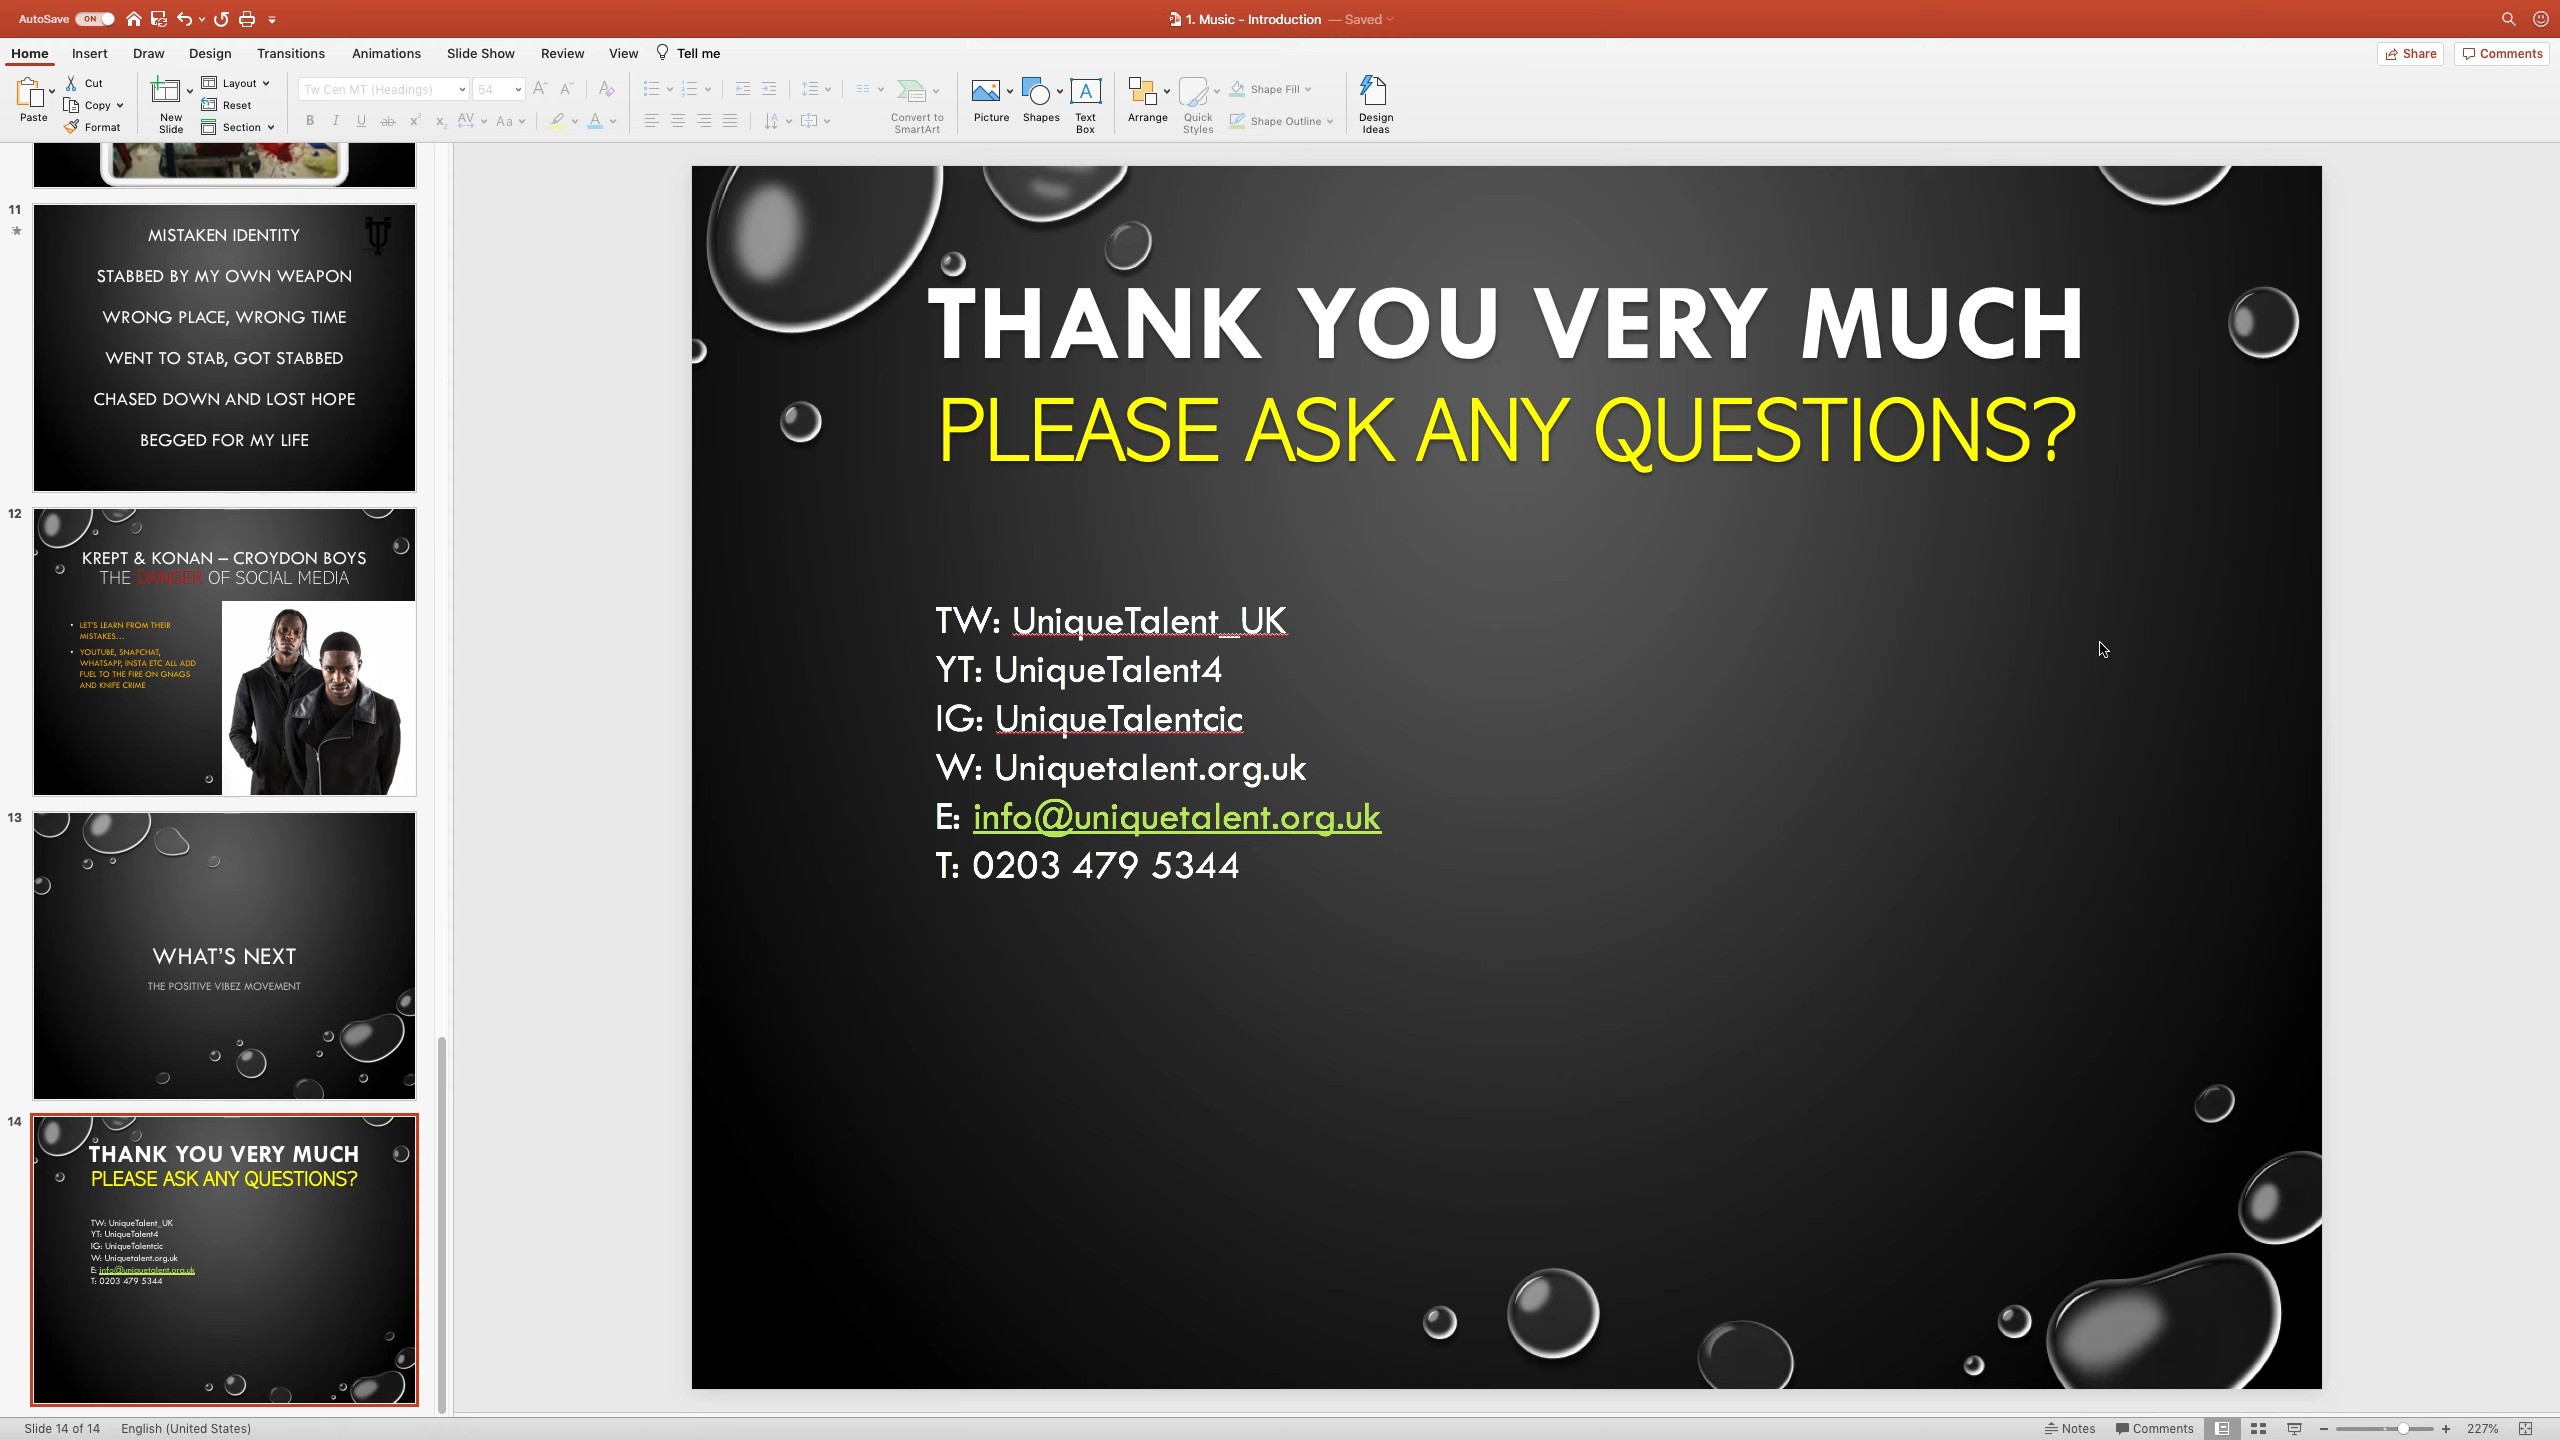 AutoSave ON
1. Music - Introduction — Saved
Home Insert Draw Design Transitions Animations Slide Show Review View Tell me
Share Comments
Paste
Cut
Copy
Format
New Slide
Layout
Reset
Section
Tw Cen MT (Headings) 54
Convert to SmartArt
Picture
Shapes
Text Box
Arrange
Quick Styles
Shape Fill
Shape Outline
Design Ideas
11
MISTAKEN IDENTITY
STABBED BY MY OWN WEAPON
WRONG PLACE, WRONG TIME
WENT TO STAB, GOT STABBED
CHASED DOWN AND LOST HOPE
BEGGED FOR MY LIFE
12
KREPT & KONAN – CROYDON BOYS
THE DANGER OF SOCIAL MEDIA
• LET'S LEARN FROM THEIR
MISTAKES…
• YOUTUBE, SNAPCHAT,
WHATSAPP, INSTA ETC ALL ADD
FUEL TO THE FIRE ON GNAGS
AND KNIFE CRIME
13
WHAT'S NEXT
THE POSITIVE VIBEZ MOVEMENT
14
THANK YOU VERY MUCH
PLEASE ASK ANY QUESTIONS?
TW: UniqueTalent_UK
YT: UniqueTalent4
IG: UniqueTalentcic
W: Uniquetalent.org.uk
E: info@uniquetalent.org.uk
T: 0203 479 5344
THANK YOU VERY MUCH
PLEASE ASK ANY QUESTIONS?
TW: UniqueTalent_UK
YT: UniqueTalent4
IG: UniqueTalentcic
W: Uniquetalent.org.uk
E: info@uniquetalent.org.uk
T: 0203 479 5344
Slide 14 of 14 English (United States)
Notes Comments 227%